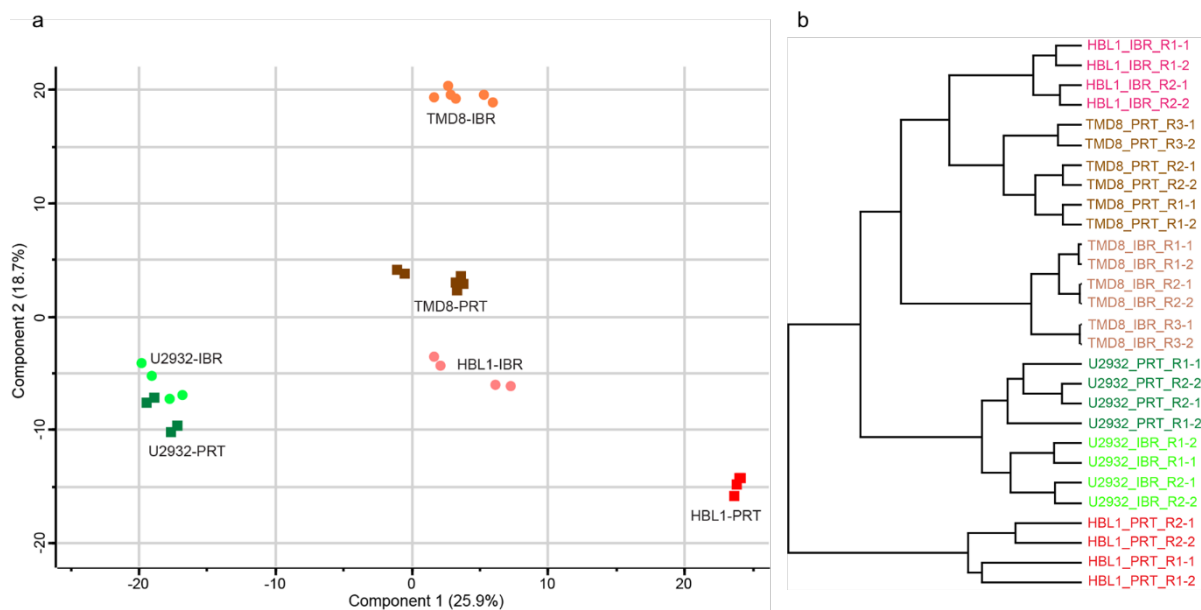 a
20
10
0
-10
-20
Component 2 (18.7%)
TMD8-IBR
TMD8-PRT
HBL1-IBR
U2932-IBR
U2932-PRT
HBL1-PRT
-20
-10
0
10
20
Component 1 (25.9%)
b
HBL1_IBR_R1-1
HBL1_IBR_R1-2
HBL1_IBR_R2-1
HBL1_IBR_R2-2
TMD8_PRT_R3-1
TMD8_PRT_R3-2
TMD8_PRT_R2-1
TMD8_PRT_R2-2
TMD8_PRT_R1-1
TMD8_PRT_R1-2
TMD8_IBR_R1-1
TMD8_IBR_R1-2
TMD8_IBR_R2-1
TMD8_IBR_R2-2
TMD8_IBR_R3-1
TMD8_IBR_R3-2
U2932_PRT_R1-1
U2932_PRT_R2-2
U2932_PRT_R2-1
U2932_PRT_R1-2
U2932_IBR_R1-2
U2932_IBR_R1-1
U2932_IBR_R2-1
U2932_IBR_R2-2
HBL1_PRT_R2-1
HBL1_PRT_R2-2
HBL1_PRT_R1-1
HBL1_PRT_R1-2